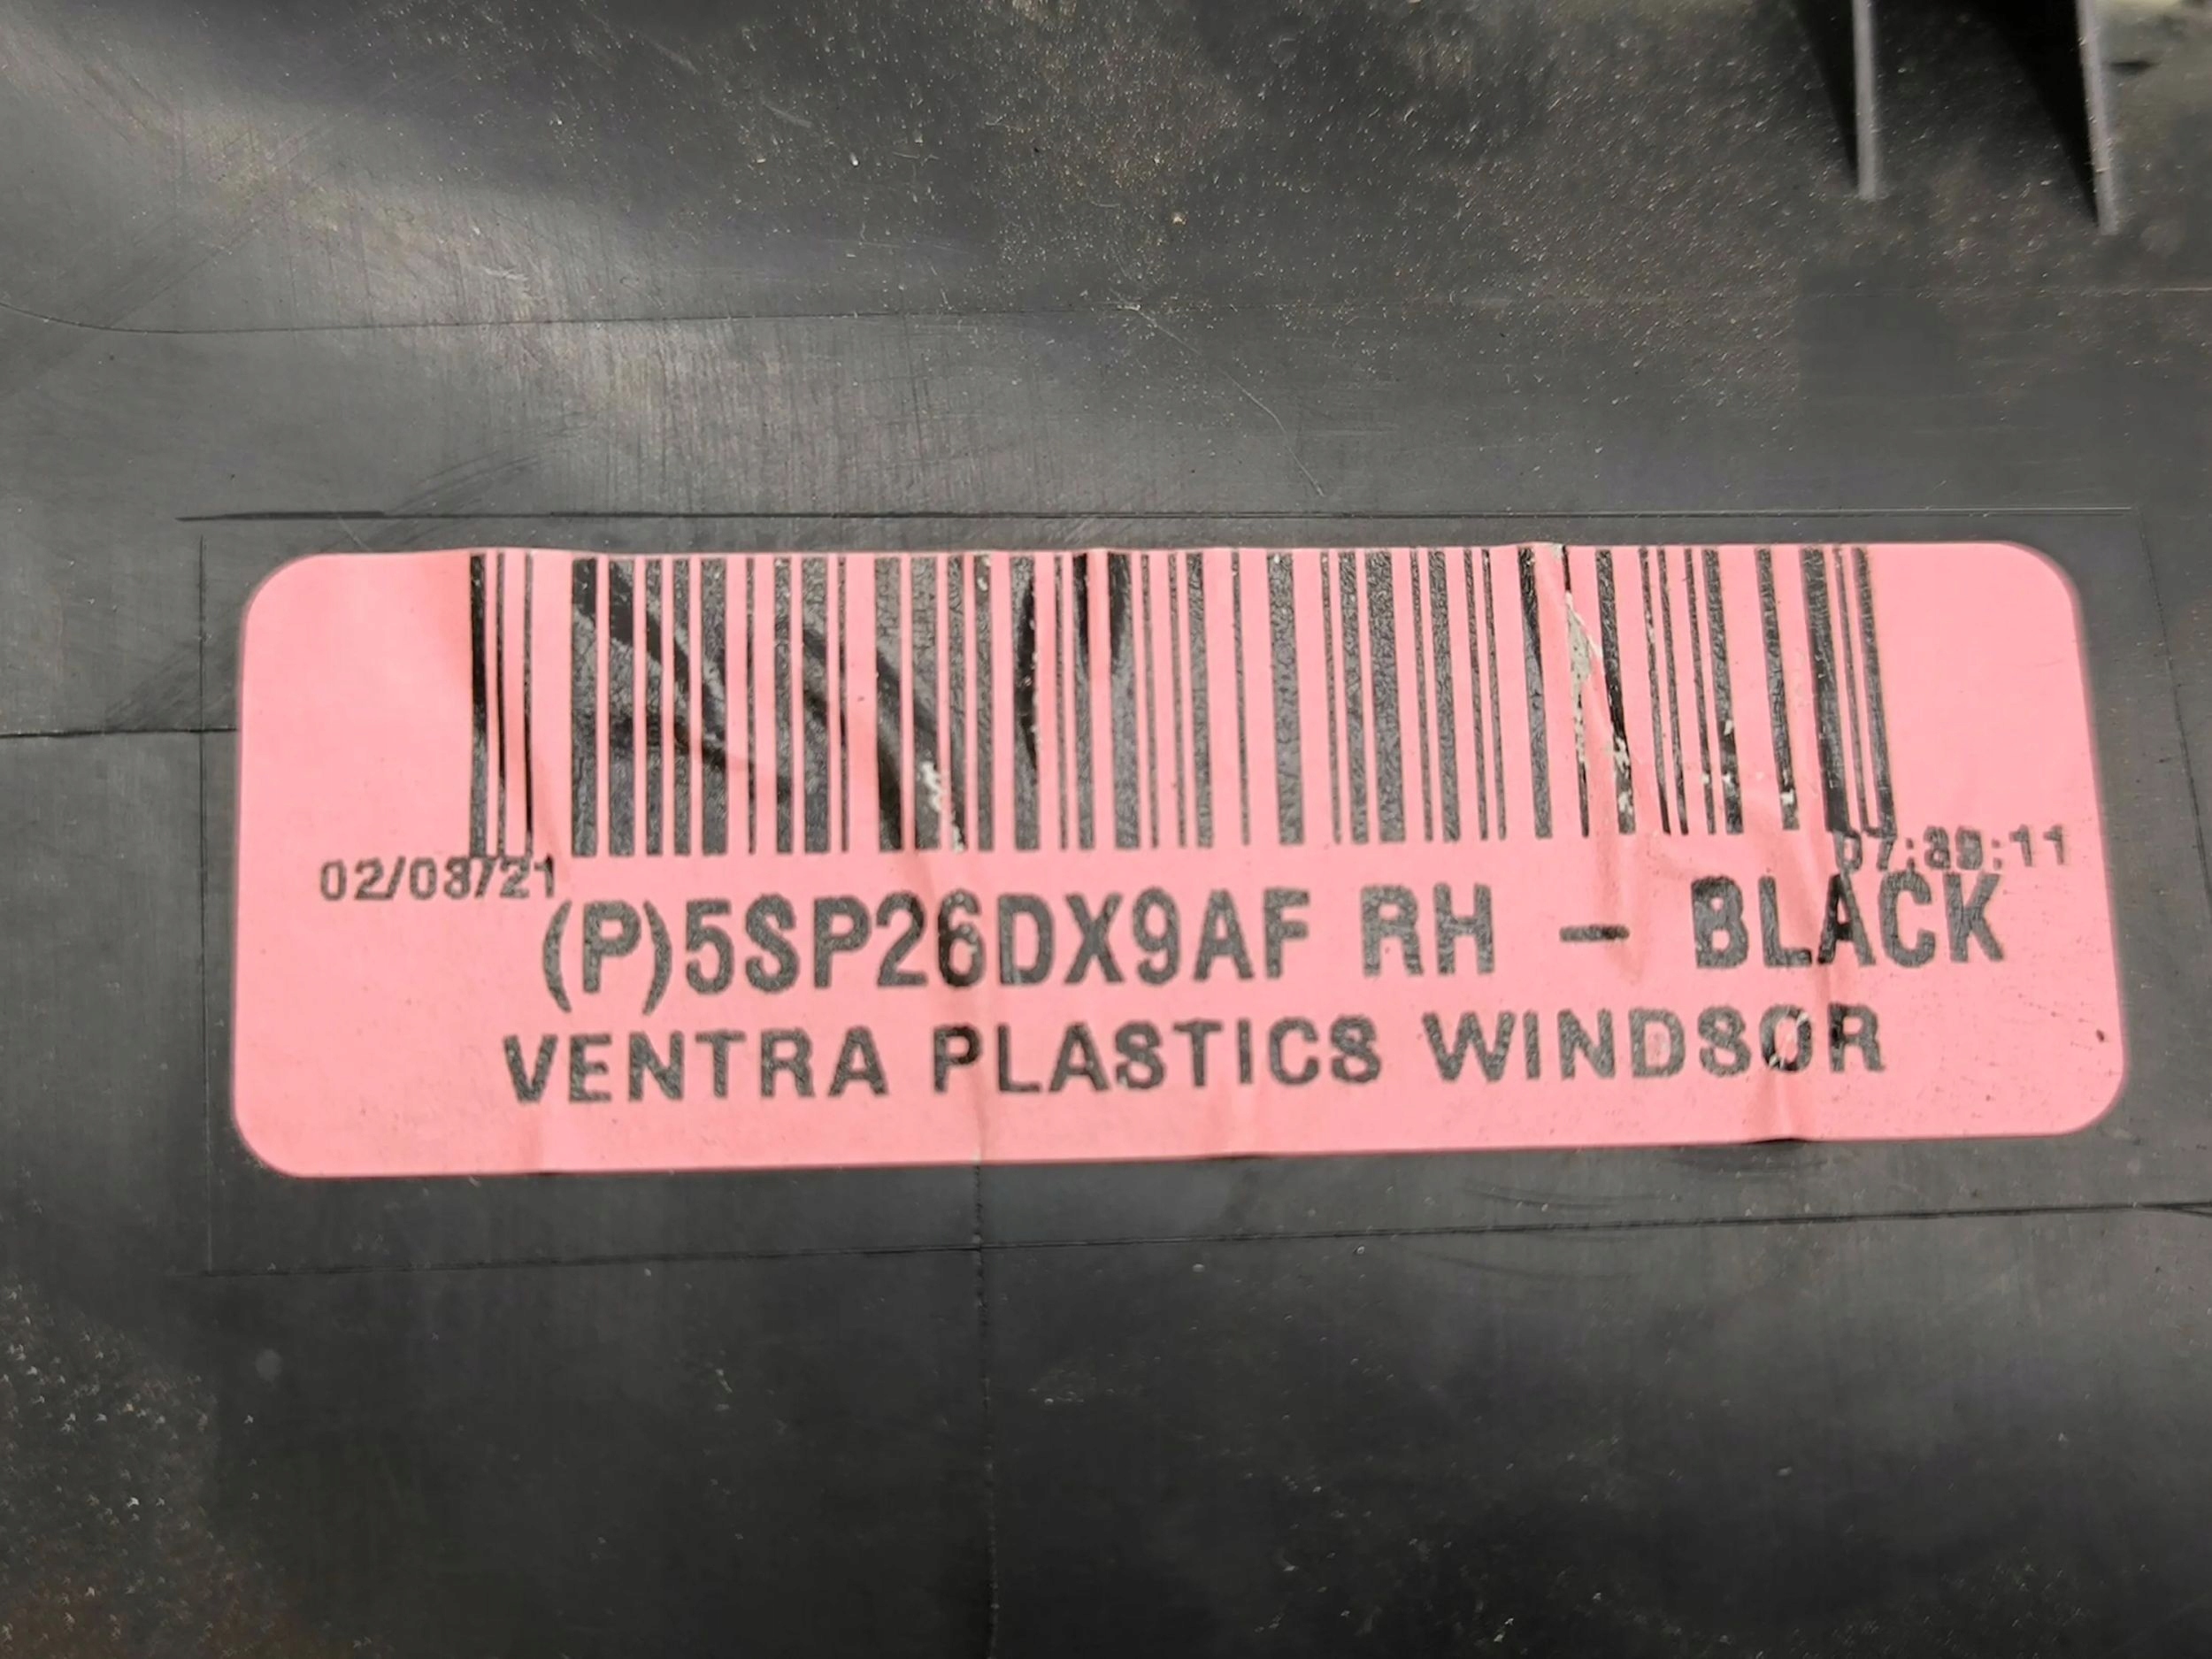 02/03/21
07:39:11
(P)5SP26DX9AF RH - BLACK
VENTRA PLASTICS WINDSOR